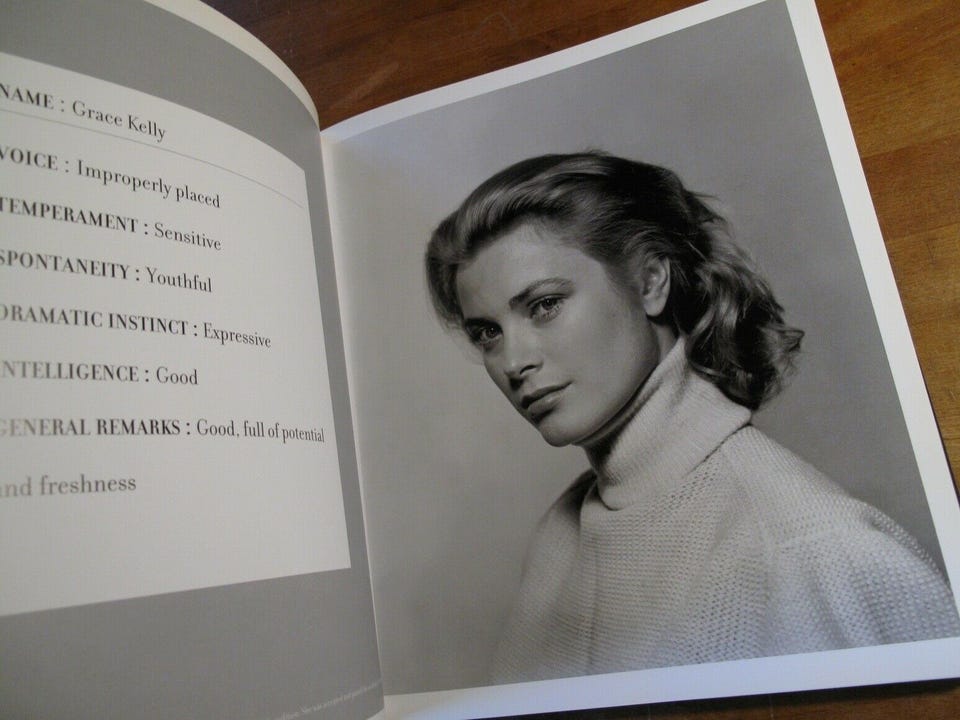 NAME : Grace Kelly
VOICE : Improperly placed
TEMPERAMENT : Sensitive
SPONTANEITY : Youthful
DRAMATIC INSTINCT : Expressive
INTELLIGENCE : Good
GENERAL REMARKS : Good, full of potential
and freshness